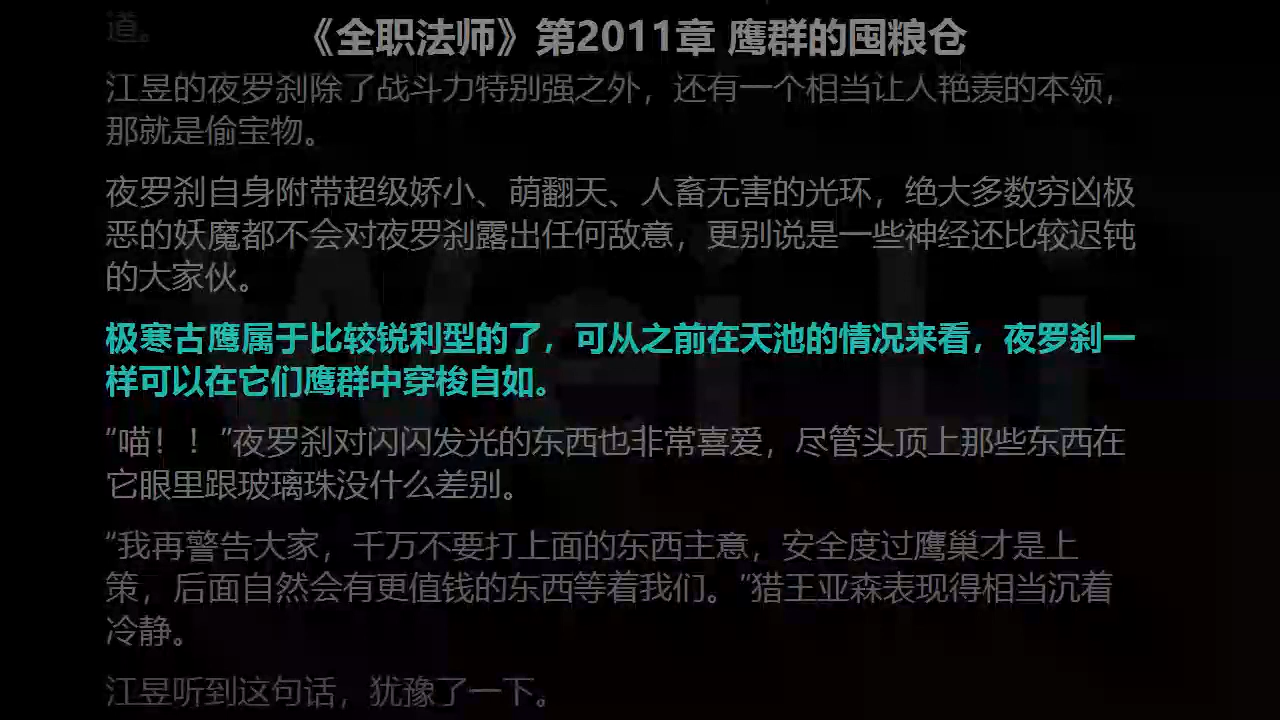 道。
《全职法师》第2011章 鹰群的囤粮仓
江昱的夜罗刹除了战斗力特别强之外，还有一个相当让人艳羡的本领，
那就是偷宝物。
夜罗刹自身附带超级娇小、萌翻天、人畜无害的光环，绝大多数穷凶极
恶的妖魔都不会对夜罗刹露出任何敌意，更别说是一些神经还比较迟钝
的大家伙。
极寒古鹰属于比较锐利型的了，可从之前在天池的情况来看，夜罗刹一
样可以在它们鹰群中穿梭自如。
“喵！！”夜罗刹对闪闪发光的东西也非常喜爱，尽管头顶上那些东西在
它眼里跟玻璃珠没什么差别。
“我再警告大家，千万不要打上面的东西主意，安全度过鹰巢才是上
策，后面自然会有更值钱的东西等着我们。”猎王亚森表现得相当沉着
冷静。
江昱听到这句话，犹豫了一下。
Wei Li